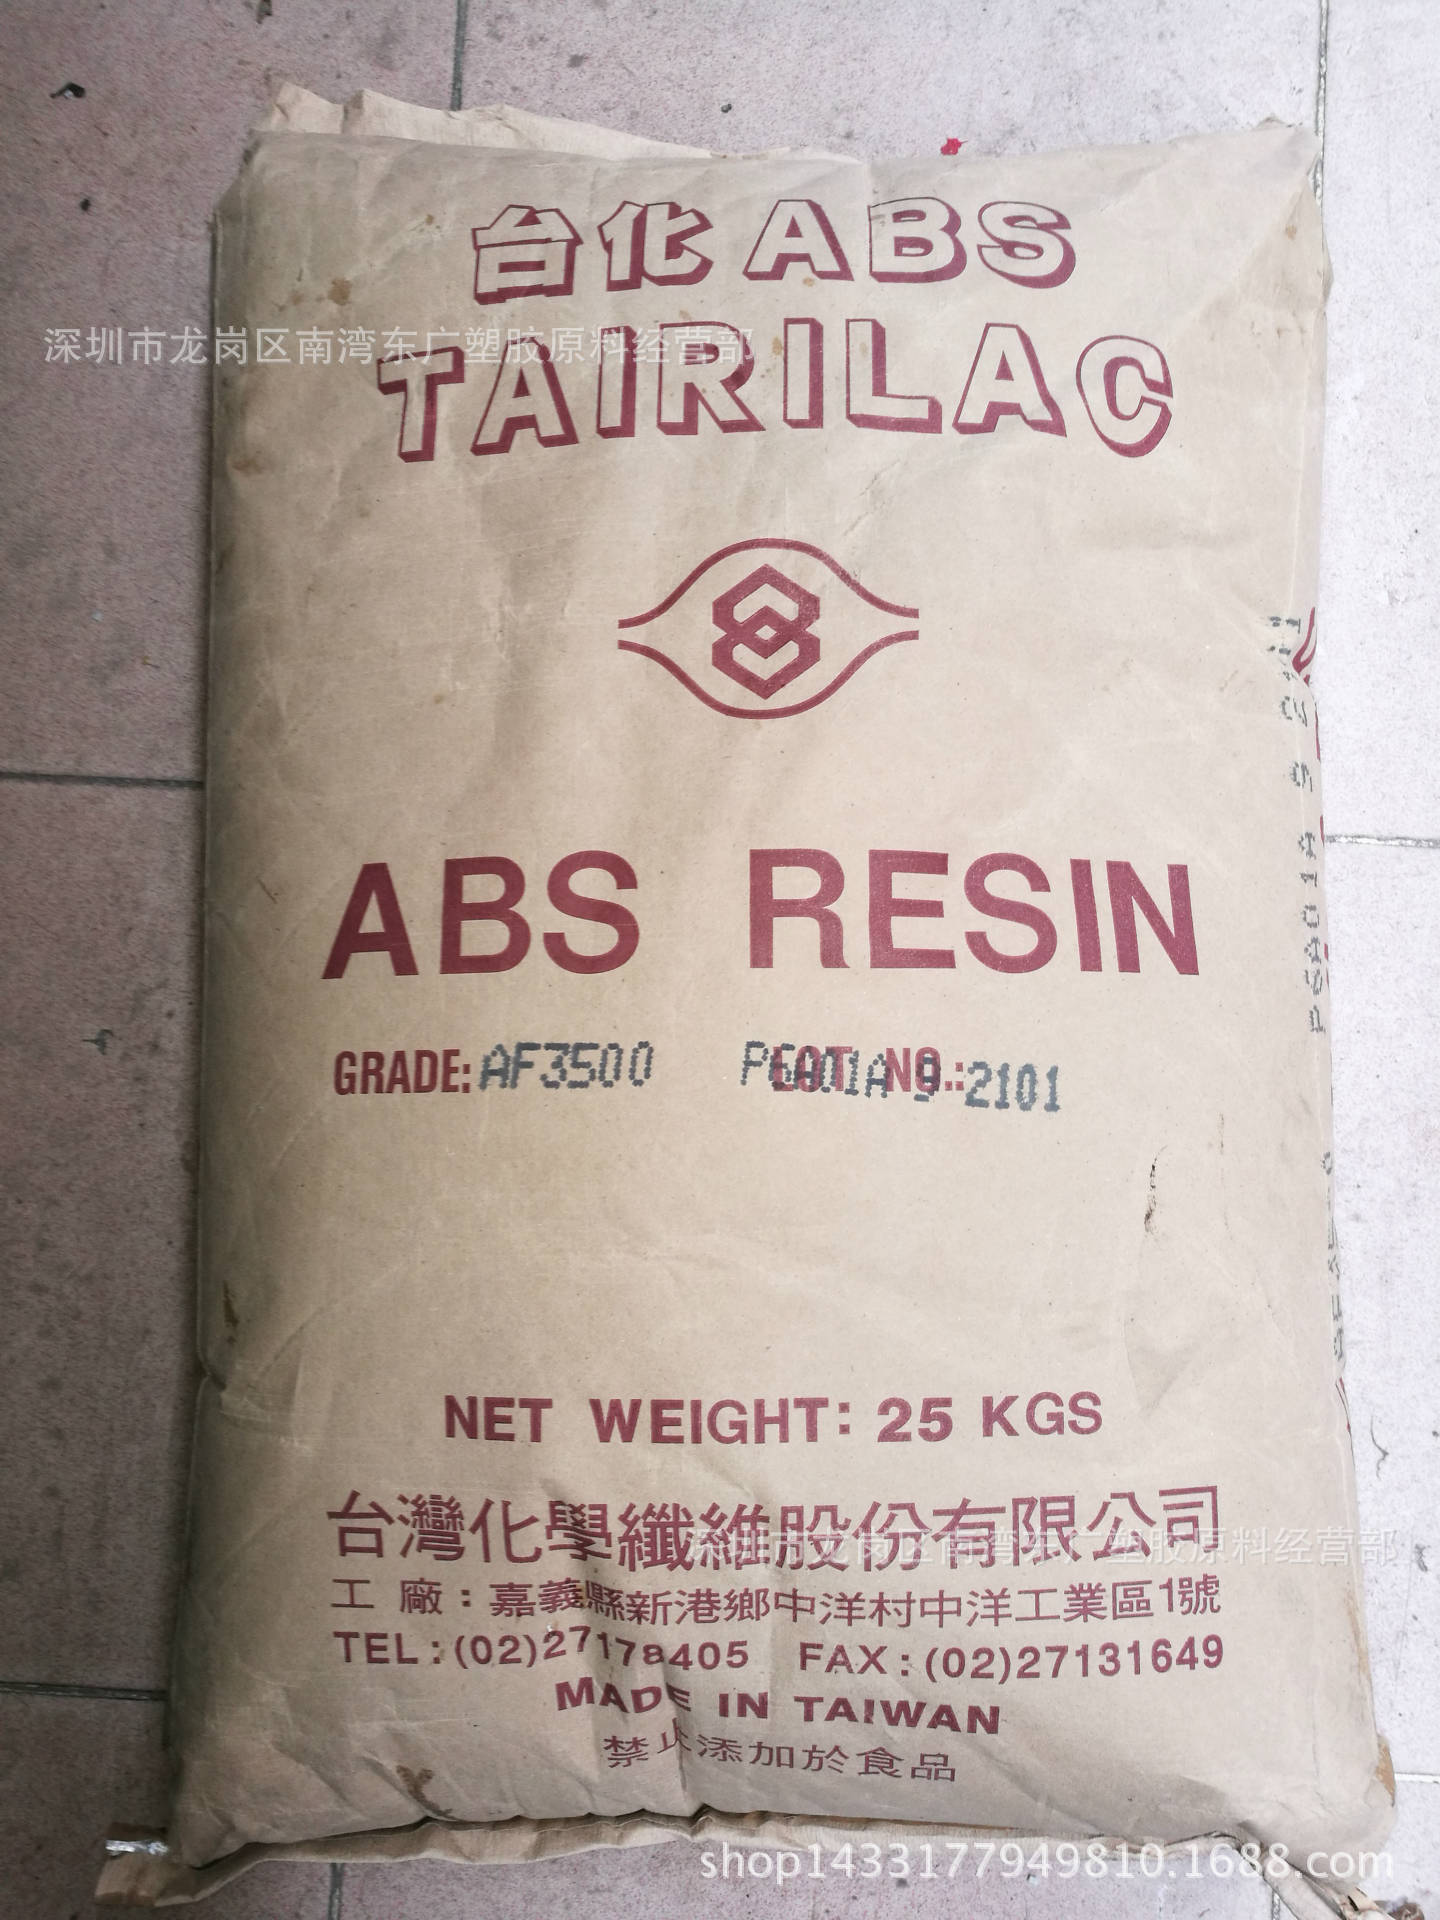 台化 ABS
深圳市龙岗区南湾东广塑胶原料经营部
TAIRILAC
ABS RESIN
GRADE: AF3500 LOT NO.: P6A01A 9 2101
NET WEIGHT: 25 KGS
台灣化學纖維股份有限公司
深圳市龙岗区南湾东广塑胶原料经营部
工廠：嘉義縣新港鄉中洋村中洋工業區1號
TEL:(02)27178405 FAX:(02)27131649
MADE IN TAIWAN
禁止添加於食品
shop1433177949810.1688.com